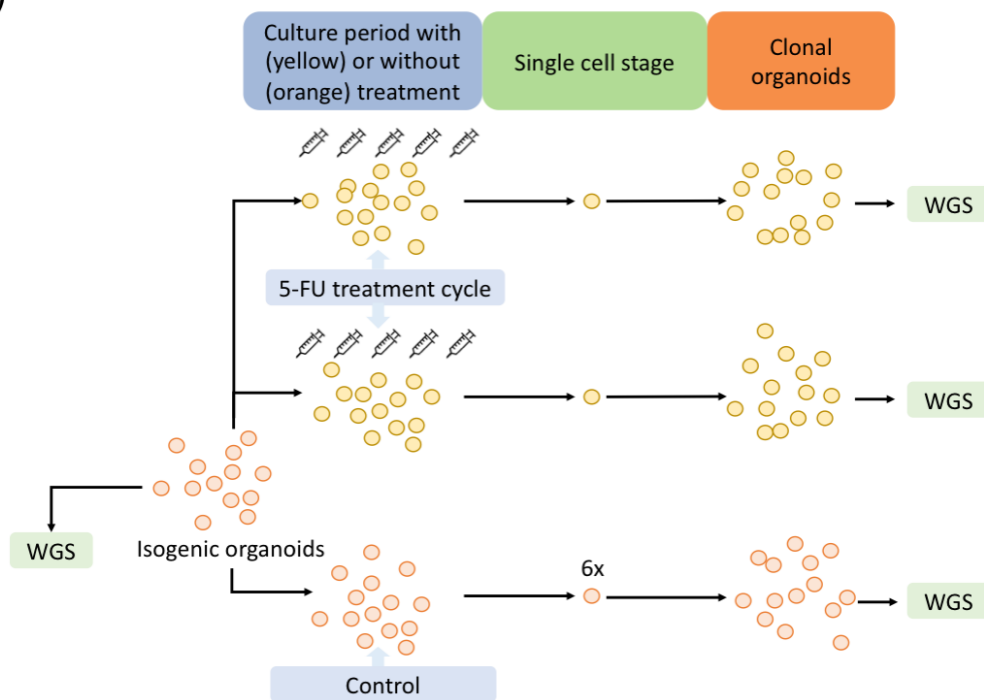 )
Culture period with
(yellow) or without
(orange) treatment
Single cell stage
Clonal
organoids
WGS
5-FU treatment cycle
WGS
WGS
Isogenic organoids
6x
WGS
Control